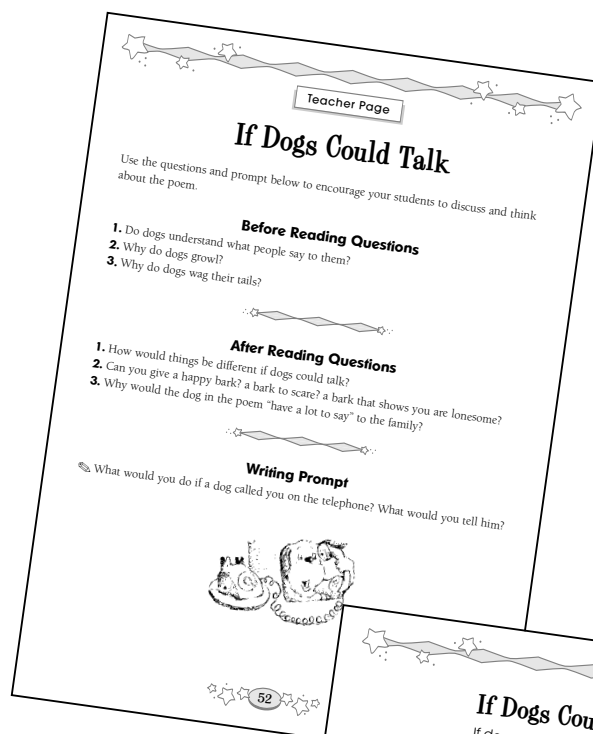 Teacher Page
If Dogs Could Talk
Use the questions and prompt below to encourage your students to discuss and think
about the poem.
Before Reading Questions
1. Do dogs understand what people say to them?
2. Why do dogs growl?
3. Why do dogs wag their tails?
After Reading Questions
1. How would things be different if dogs could talk?
2. Can you give a happy bark? a bark to scare? a bark that shows you are lonesome?
3. Why would the dog in the poem “have a lot to say” to the family?
Writing Prompt
✎ What would you do if a dog called you on the telephone? What would you tell him?
52
If Dogs Cou